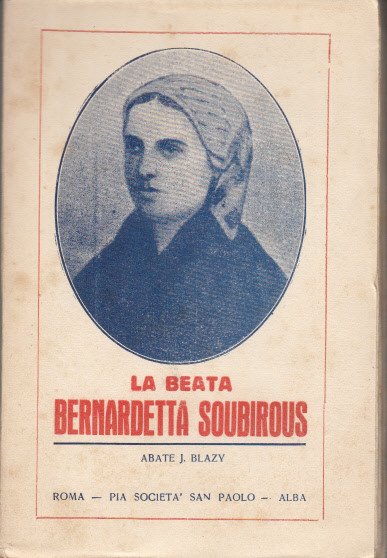 LA BEATA
BERNARDETTA SOUBIROUS
ABATE J. BLAZY
ROMA — PIA SOCIETA' SAN PAOLO — ALBA